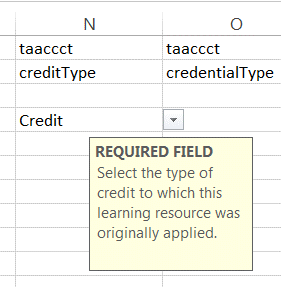 N O
taaccct taaccct
creditType credentialType
Credit
REQUIRED FIELD
Select the type of
credit to which this
learning resource was
originally applied.